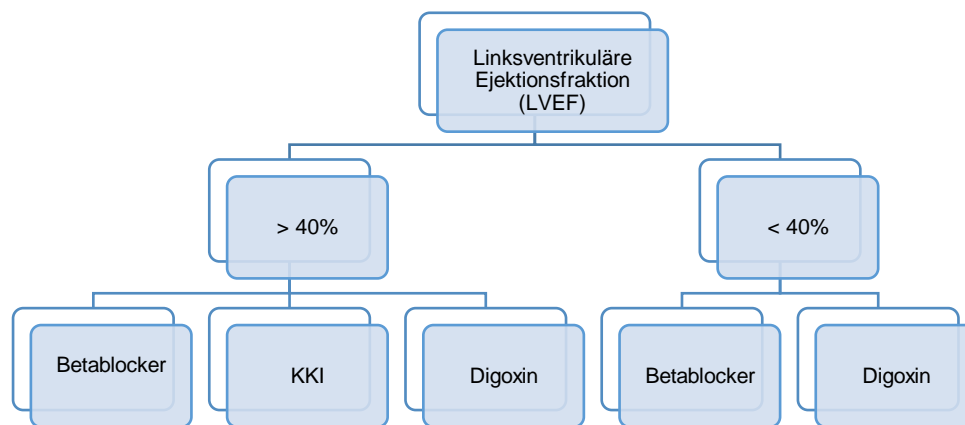 Linksventrikuläre
Ejektionsfraktion
(LVEF)
> 40%
< 40%
Betablocker
KKI
Digoxin
Betablocker
Digoxin